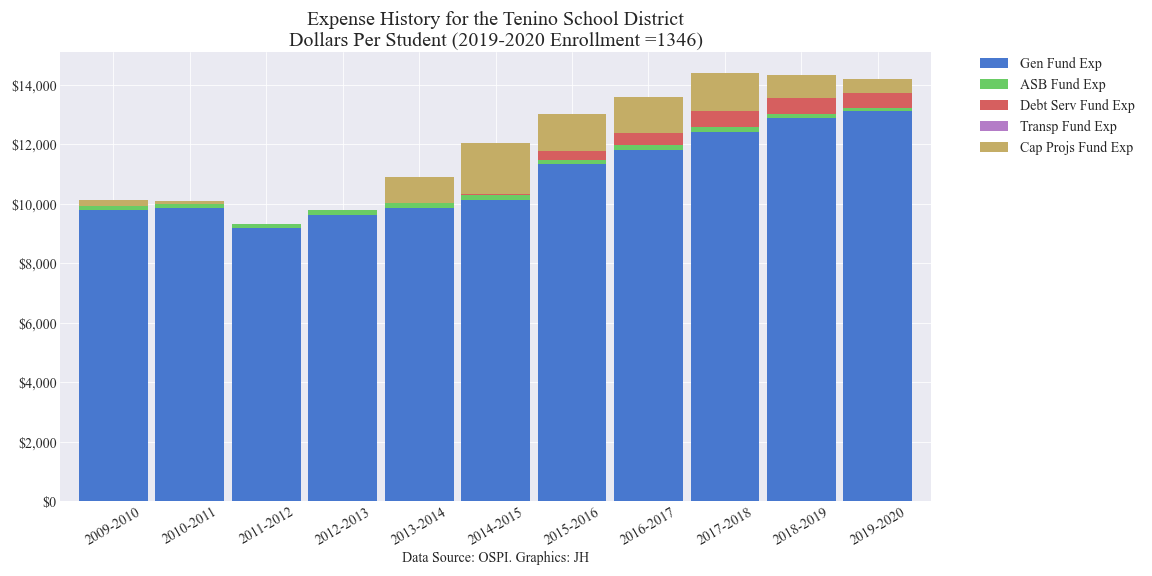 Expense History for the Tenino School District
Dollars Per Student (2019-2020 Enrollment =1346)
Gen Fund Exp
ASB Fund Exp
Debt Serv Fund Exp
Transp Fund Exp
Cap Projs Fund Exp
$14,000
$12,000
$10,000
$8,000
$6,000
$4,000
$2,000
$0
2009-2010
2010-2011
2011-2012
2012-2013
2013-2014
2014-2015
2015-2016
2016-2017
2017-2018
2018-2019
2019-2020
Data Source: OSPI. Graphics: JH